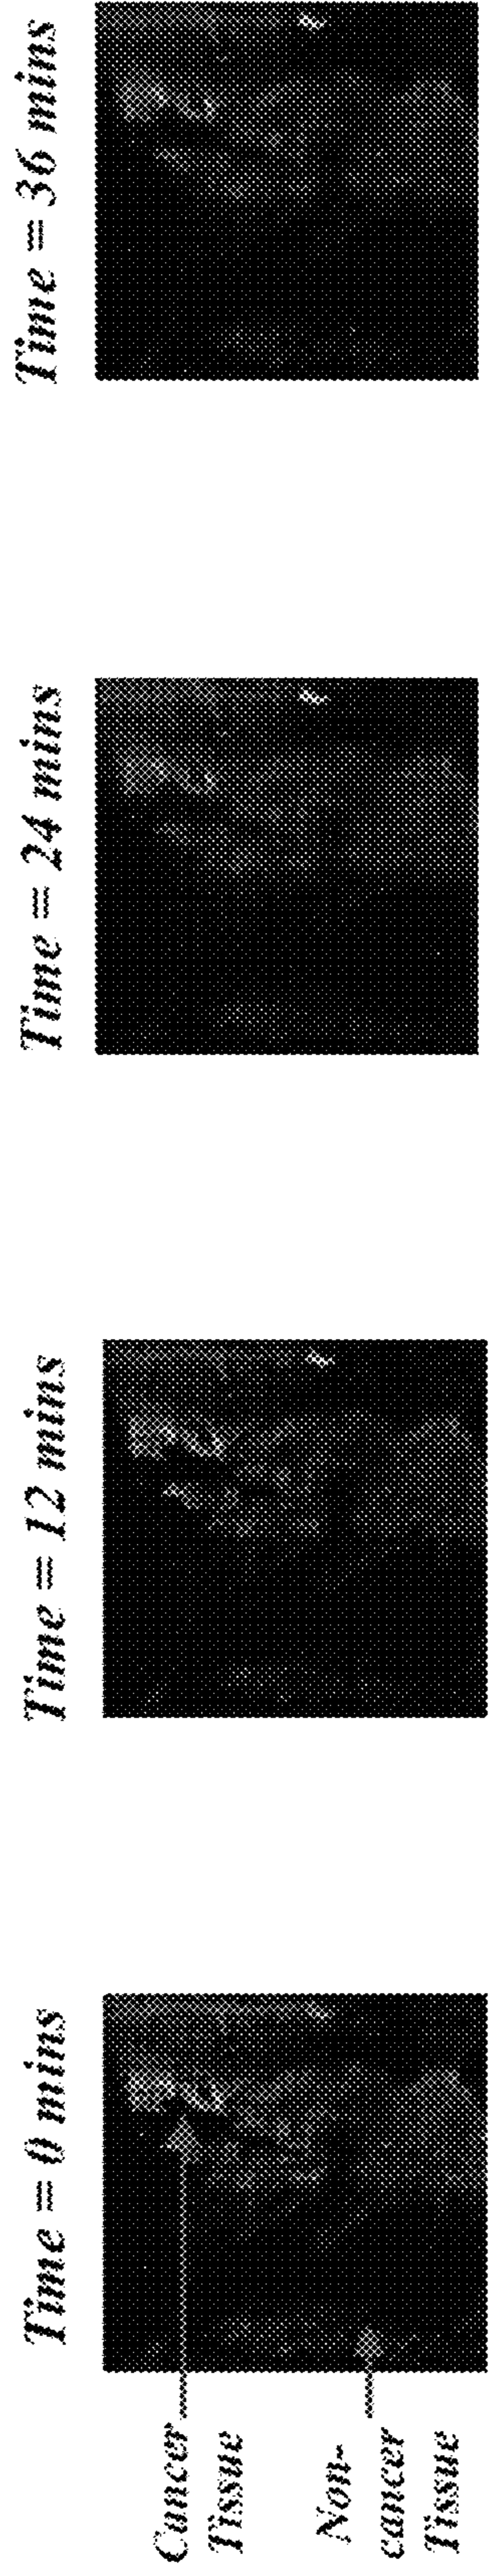 Time = 0 mins
Time = 12 mins
Time = 24 mins
Time = 36 mins
Cancer
Tissue
Non-
cancer
Tissue